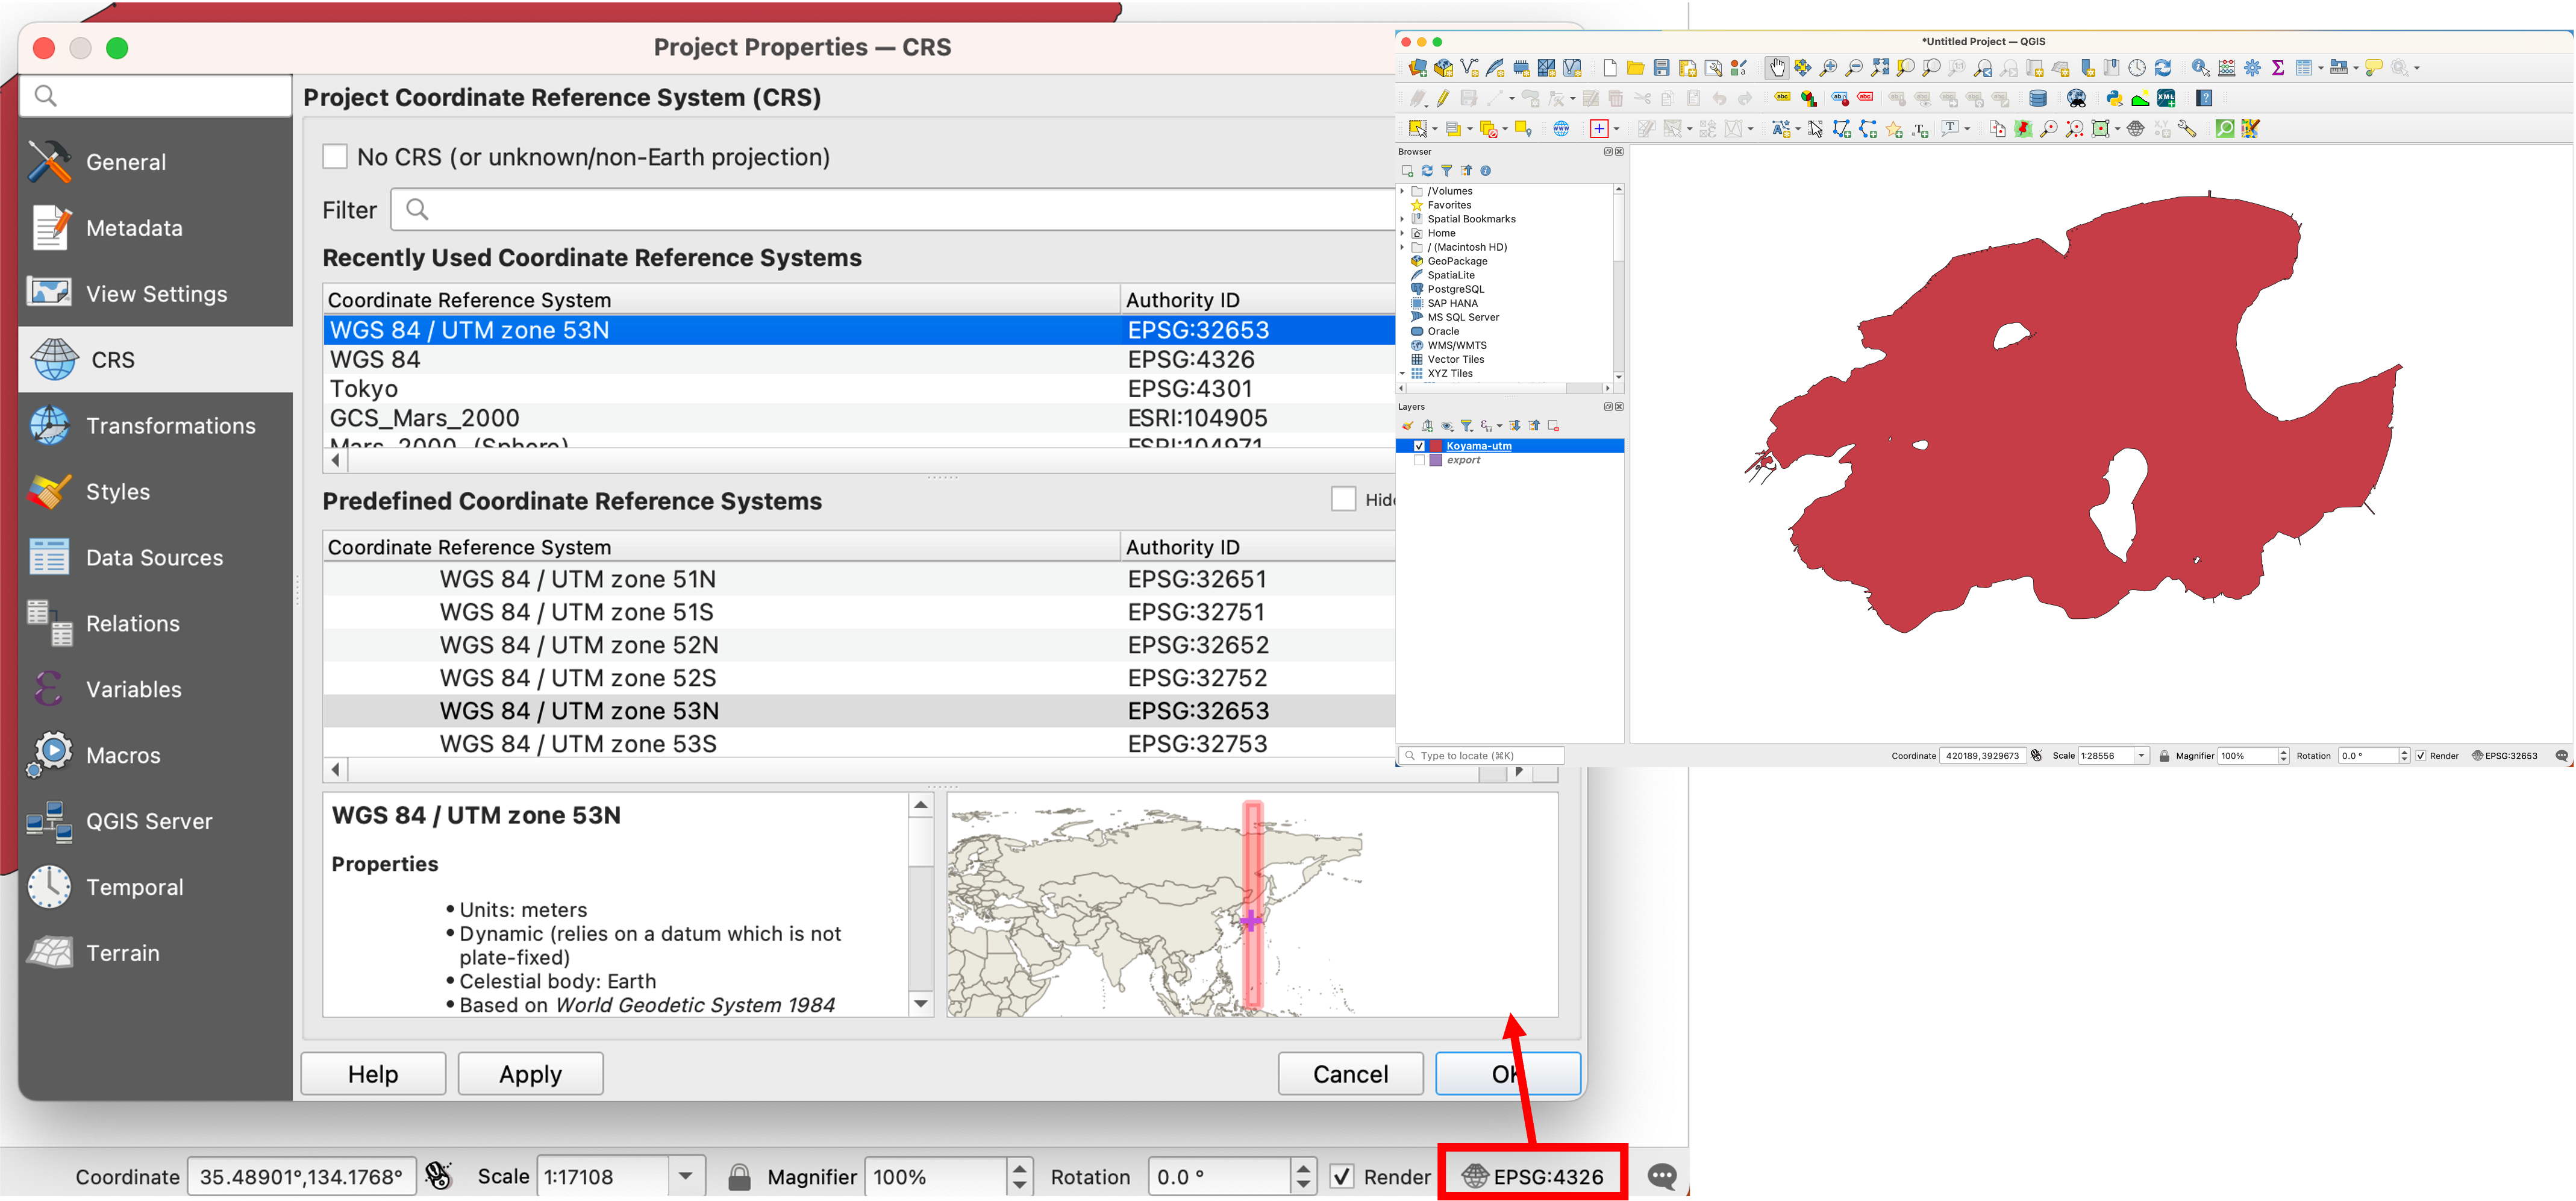 Project Properties — CRS
Project Coordinate Reference System (CRS)
General
Metadata
View Settings
CRS
Transformations
Styles
Data Sources
Relations
Variables
Macros
QGIS Server
Temporal
Terrain
No CRS (or unknown/non-Earth projection)
Filter
Recently Used Coordinate Reference Systems
Coordinate Reference System Authority ID
WGS 84 / UTM zone 53N EPSG:32653
WGS 84 EPSG:4326
Tokyo EPSG:4301
GCS_Mars_2000 ESRI:104905
Mars_2000_(Sphere) ESRI:104971
Predefined Coordinate Reference Systems
Hide
Coordinate Reference System Authority ID
WGS 84 / UTM zone 51N EPSG:32651
WGS 84 / UTM zone 51S EPSG:32751
WGS 84 / UTM zone 52N EPSG:32652
WGS 84 / UTM zone 52S EPSG:32752
WGS 84 / UTM zone 53N EPSG:32653
WGS 84 / UTM zone 53S EPSG:32753
WGS 84 / UTM zone 53N
Properties
• Units: meters
• Dynamic (relies on a datum which is not
plate-fixed)
• Celestial body: Earth
• Based on World Geodetic System 1984
Help
Apply
Cancel
OK
Coordinate 35.48901°,134.1768° Scale 1:17108 Magnifier 100% Rotation 0.0 ° Render EPSG:4326
*Untitled Project — QGIS
Browser
/Volumes
Favorites
Spatial Bookmarks
Home
/ (Macintosh HD)
GeoPackage
SpatiaLite
PostgreSQL
SAP HANA
MS SQL Server
Oracle
WMS/WMTS
Vector Tiles
XYZ Tiles
Layers
Koyama-utm
export
Type to locate (⌘K)
Coordinate 420189,3929673 Scale 1:28556 Magnifier 100% Rotation 0.0 ° Render EPSG:32653